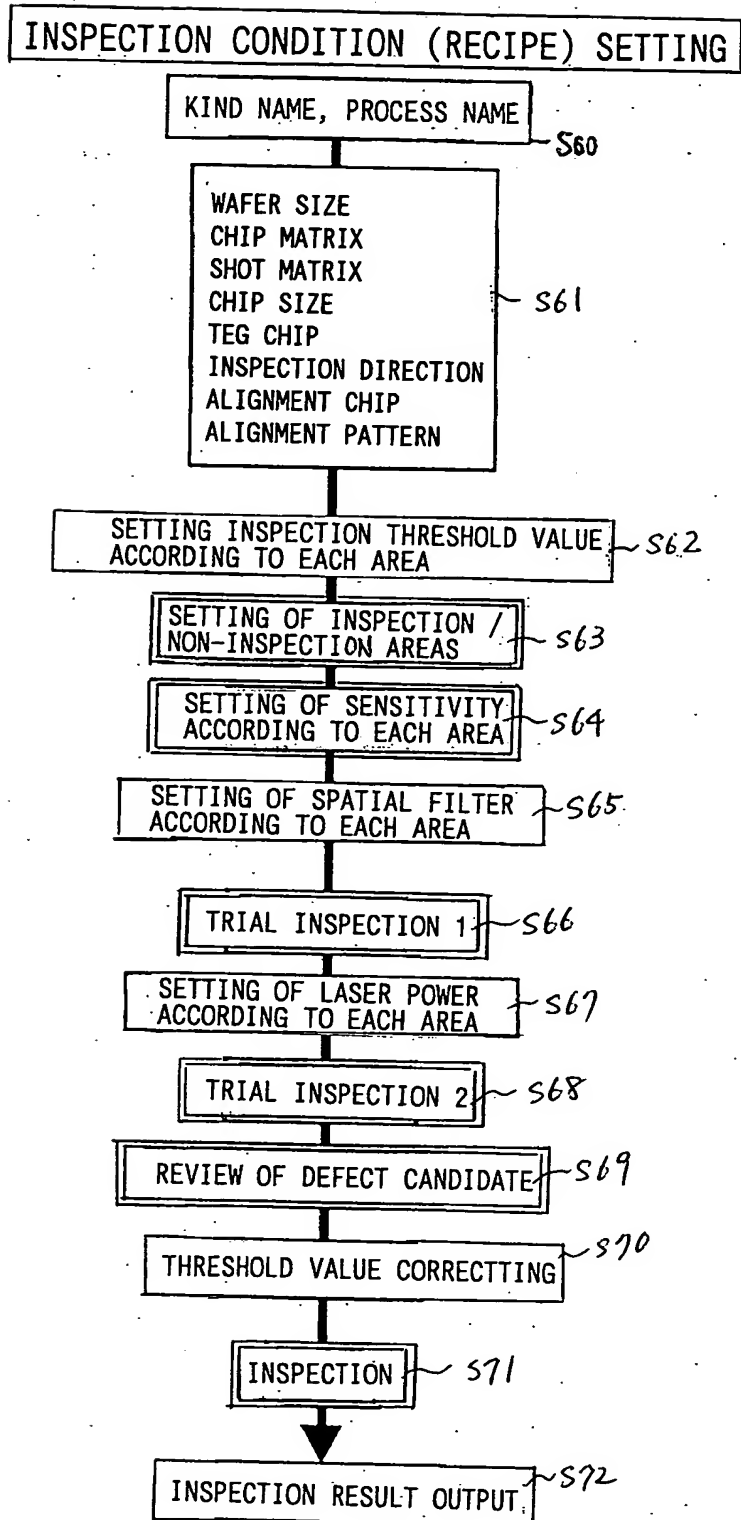 INSPECTION CONDITION (RECIPE) SETTING
KIND NAME, PROCESS NAME
S60
WAFER SIZE
CHIP MATRIX
SHOT MATRIX
CHIP SIZE
TEG CHIP
INSPECTION DIRECTION
ALIGNMENT CHIP
ALIGNMENT PATTERN
S61
SETTING INSPECTION THRESHOLD VALUE
ACCORDING TO EACH AREA
S62
SETTING OF INSPECTION /
NON-INSPECTION AREAS
S63
SETTING OF SENSITIVITY
ACCORDING TO EACH AREA
S64
SETTING OF SPATIAL FILTER
ACCORDING TO EACH AREA
S65
TRIAL INSPECTION 1
S66
SETTING OF LASER POWER
ACCORDING TO EACH AREA
S67
TRIAL INSPECTION 2
S68
REVIEW OF DEFECT CANDIDATE
S69
THRESHOLD VALUE CORRECTTING
S70
INSPECTION
S71
INSPECTION RESULT OUTPUT
S72